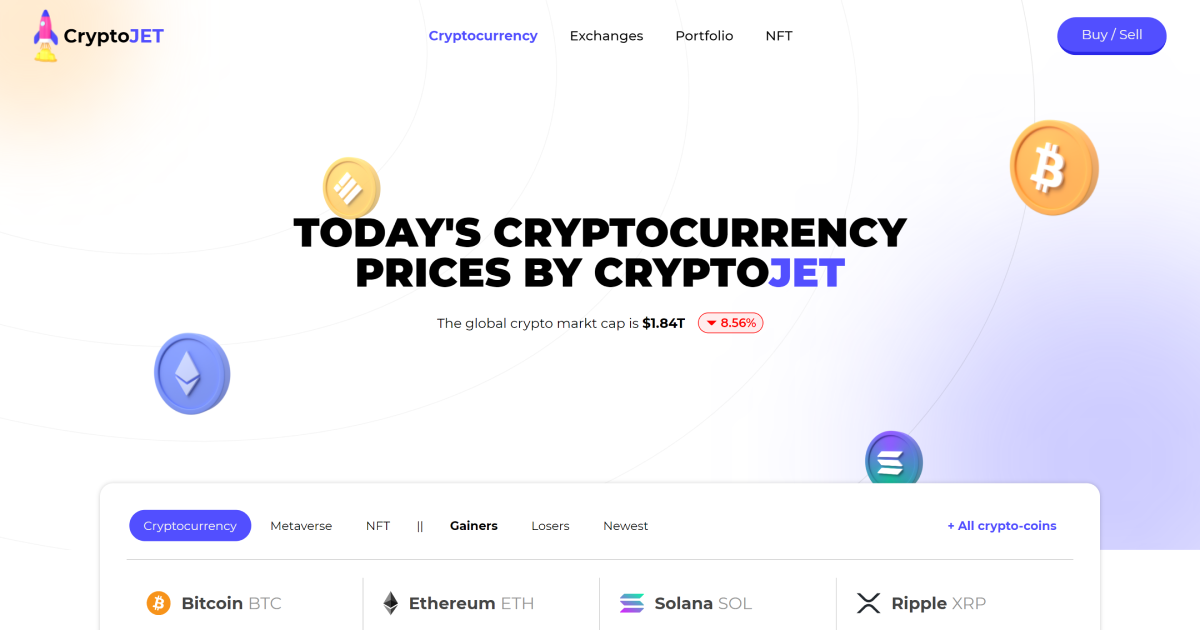 CryptoJET
Cryptocurrency Exchanges Portfolio NFT
Buy / Sell
TODAY'S CRYPTOCURRENCY
PRICES BY CRYPTOJET
The global crypto markt cap is $1.84T 8.56%
Cryptocurrency Metaverse NFT || Gainers Losers Newest + All crypto-coins
Bitcoin BTC Ethereum ETH Solana SOL Ripple XRP